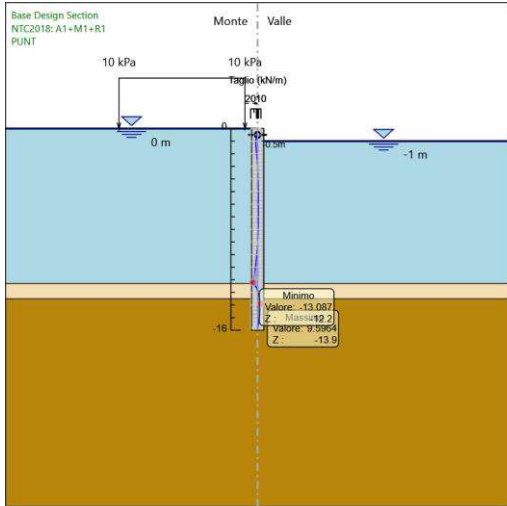 Base Design Section
NTC2018: A1+M1+R1
PUNT
Monte
Valle
10 kPa
10 kPa
Taglio (kN/m)
2010
0
0 m
-0.5m
-1 m
Minimo
Valore: -13.087
Z : -12.2
Massimo
Valore: 9.5964
Z : -13.9
-16